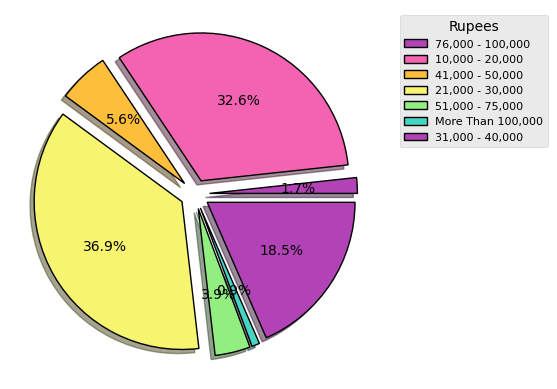 Rupees
76,000 - 100,000
10,000 - 20,000
41,000 - 50,000
21,000 - 30,000
51,000 - 75,000
More Than 100,000
31,000 - 40,000
32.6%
5.6%
1.7%
36.9%
18.5%
3.9%
0.9%